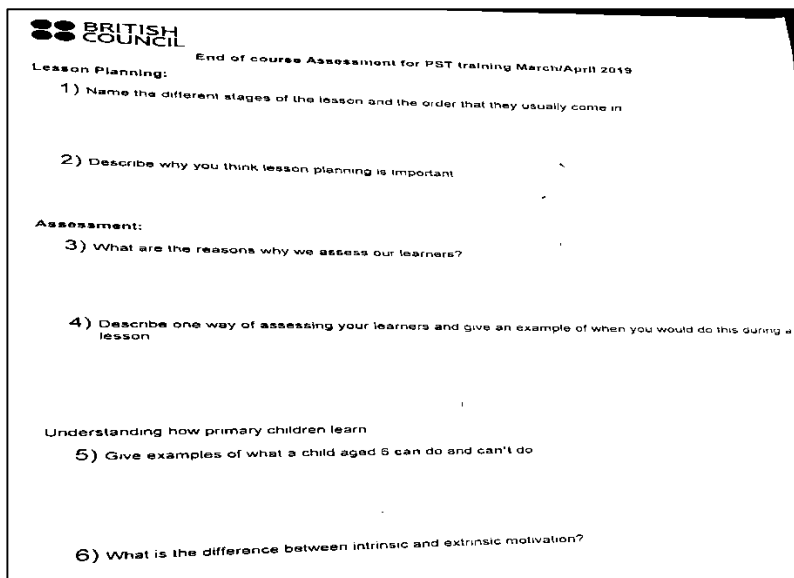 BRITISH
COUNCIL
End of course Assessment for PST training March/April 2019
Lesson Planning:
1) Name the different stages of the lesson and the order that they usually come in
2) Describe why you think lesson planning is important
Assessment:
3) What are the reasons why we assess our learners?
4) Describe one way of assessing your learners and give an example of when you would do this during a
lesson
Understanding how primary children learn
5) Give examples of what a child aged 6 can do and can't do
6) What is the difference between intrinsic and extrinsic motivation?